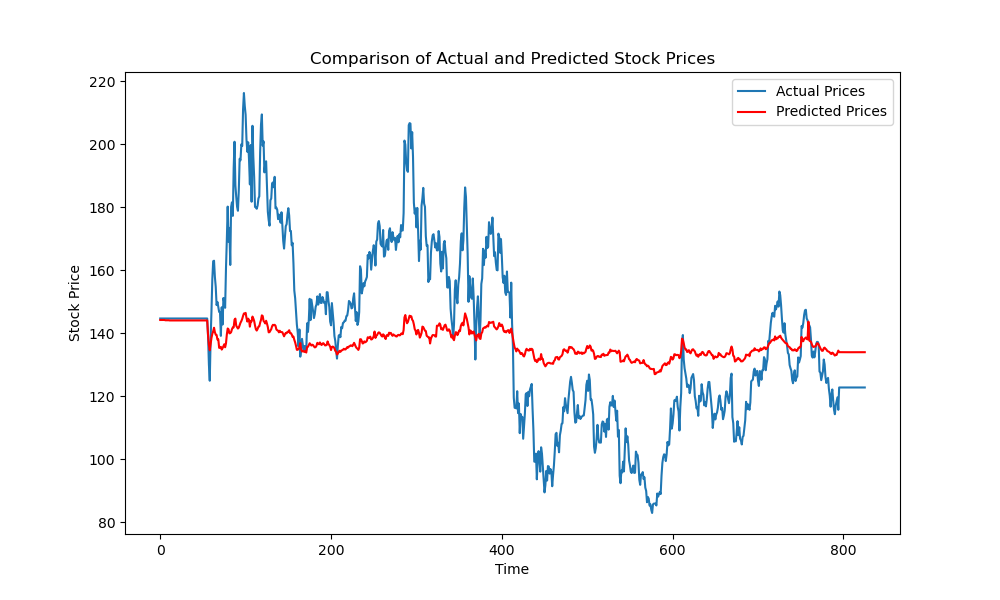 Comparison of Actual and Predicted Stock Prices
Actual Prices
Predicted Prices
220
200
180
160
140
120
100
80
Stock Price
0 200 400 600 800
Time